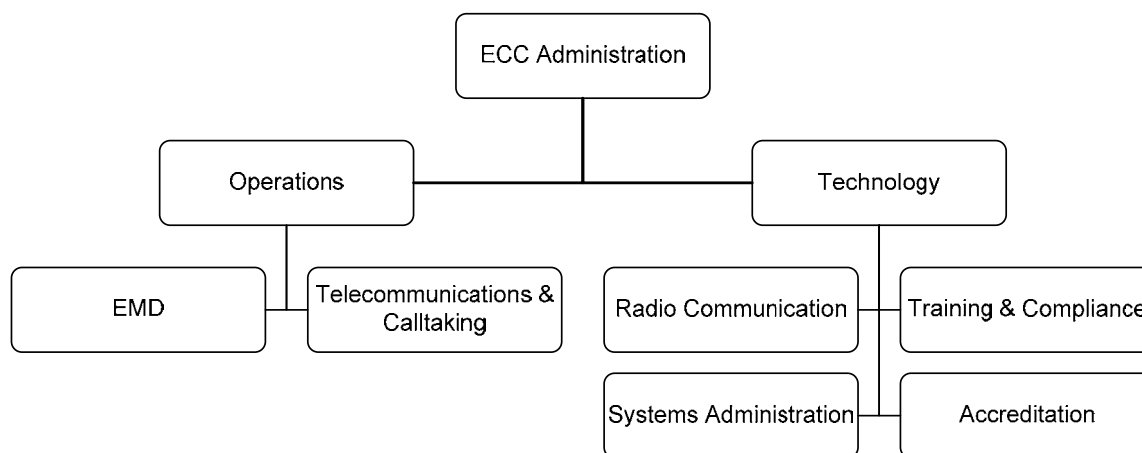 ECC Administration
Operations
Technology
EMD
Telecommunications &
Calltaking
Radio Communication
Training & Compliance
Systems Administration
Accreditation